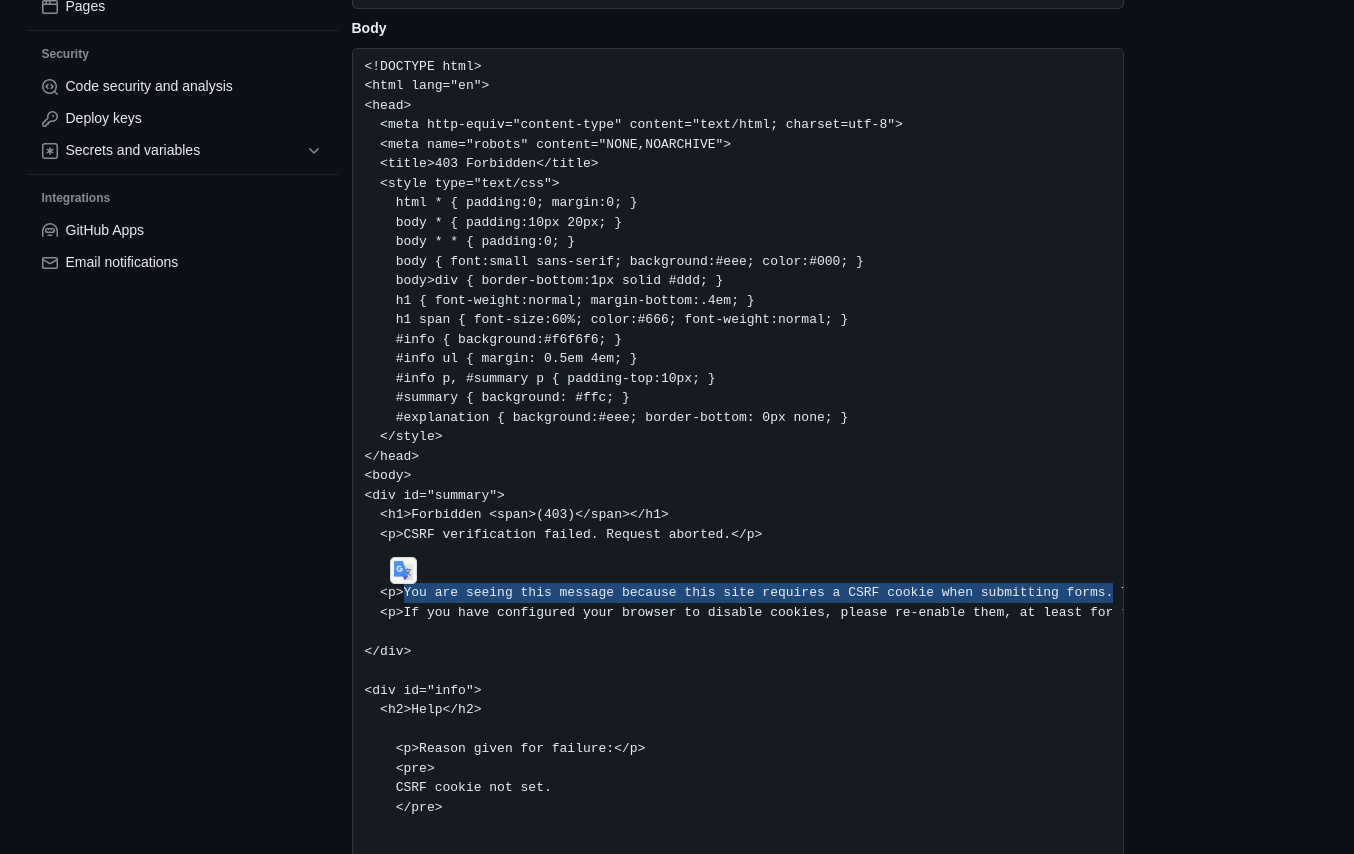 Pages
Security
Code security and analysis
Deploy keys
Secrets and variables
Integrations
GitHub Apps
Email notifications
Body
<!DOCTYPE html>
<html lang="en">
<head>
  <meta http-equiv="content-type" content="text/html; charset=utf-8">
  <meta name="robots" content="NONE,NOARCHIVE">
  <title>403 Forbidden</title>
  <style type="text/css">
    html * { padding:0; margin:0; }
    body * { padding:10px 20px; }
    body * * { padding:0; }
    body { font:small sans-serif; background:#eee; color:#000; }
    body>div { border-bottom:1px solid #ddd; }
    h1 { font-weight:normal; margin-bottom:.4em; }
    h1 span { font-size:60%; color:#666; font-weight:normal; }
    #info { background:#f6f6f6; }
    #info ul { margin: 0.5em 4em; }
    #info p, #summary p { padding-top:10px; }
    #summary { background: #ffc; }
    #explanation { background:#eee; border-bottom: 0px none; }
  </style>
</head>
<body>
<div id="summary">
  <h1>Forbidden <span>(403)</span></h1>
  <p>CSRF verification failed. Request aborted.</p>
  <p>You are seeing this message because this site requires a CSRF cookie when submitting forms.
  <p>If you have configured your browser to disable cookies, please re-enable them, at least for
</div>
<div id="info">
  <h2>Help</h2>
    <p>Reason given for failure:</p>
    <pre>
    CSRF cookie not set.
    </pre>